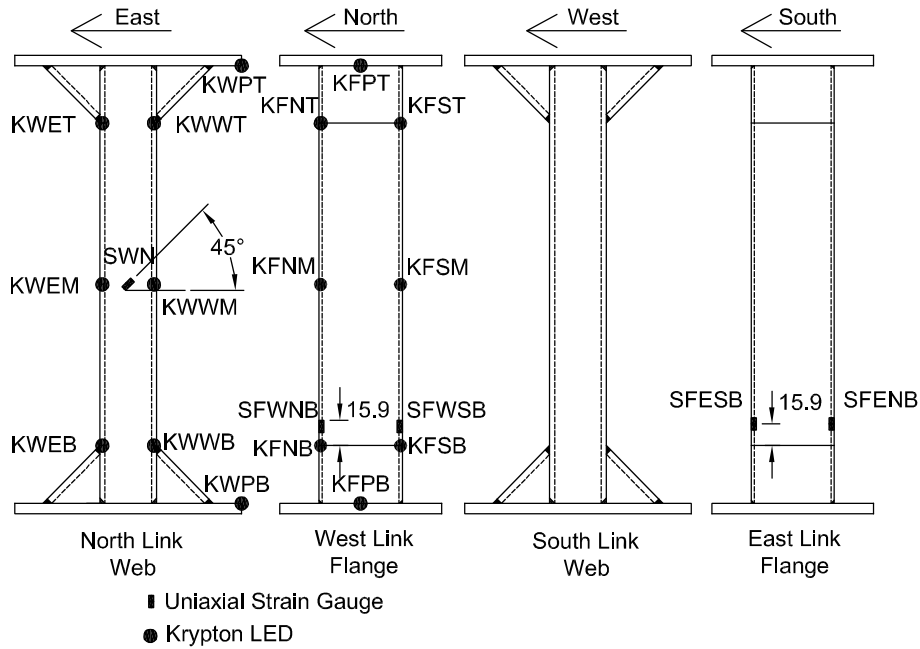 East
North
West
South
KWPT
KFPT
KFNT
KFST
KWET
KWWT
SWN
45°
KWEM
KWWM
KFNM
KFSM
SFWNB
15.9
SFWSB
SFESB
15.9
SFENB
KWEB
KWWB
KFNB
KFSB
KWPB
KFPB
North Link
Web
West Link
Flange
South Link
Web
East Link
Flange
Uniaxial Strain Gauge
Krypton LED